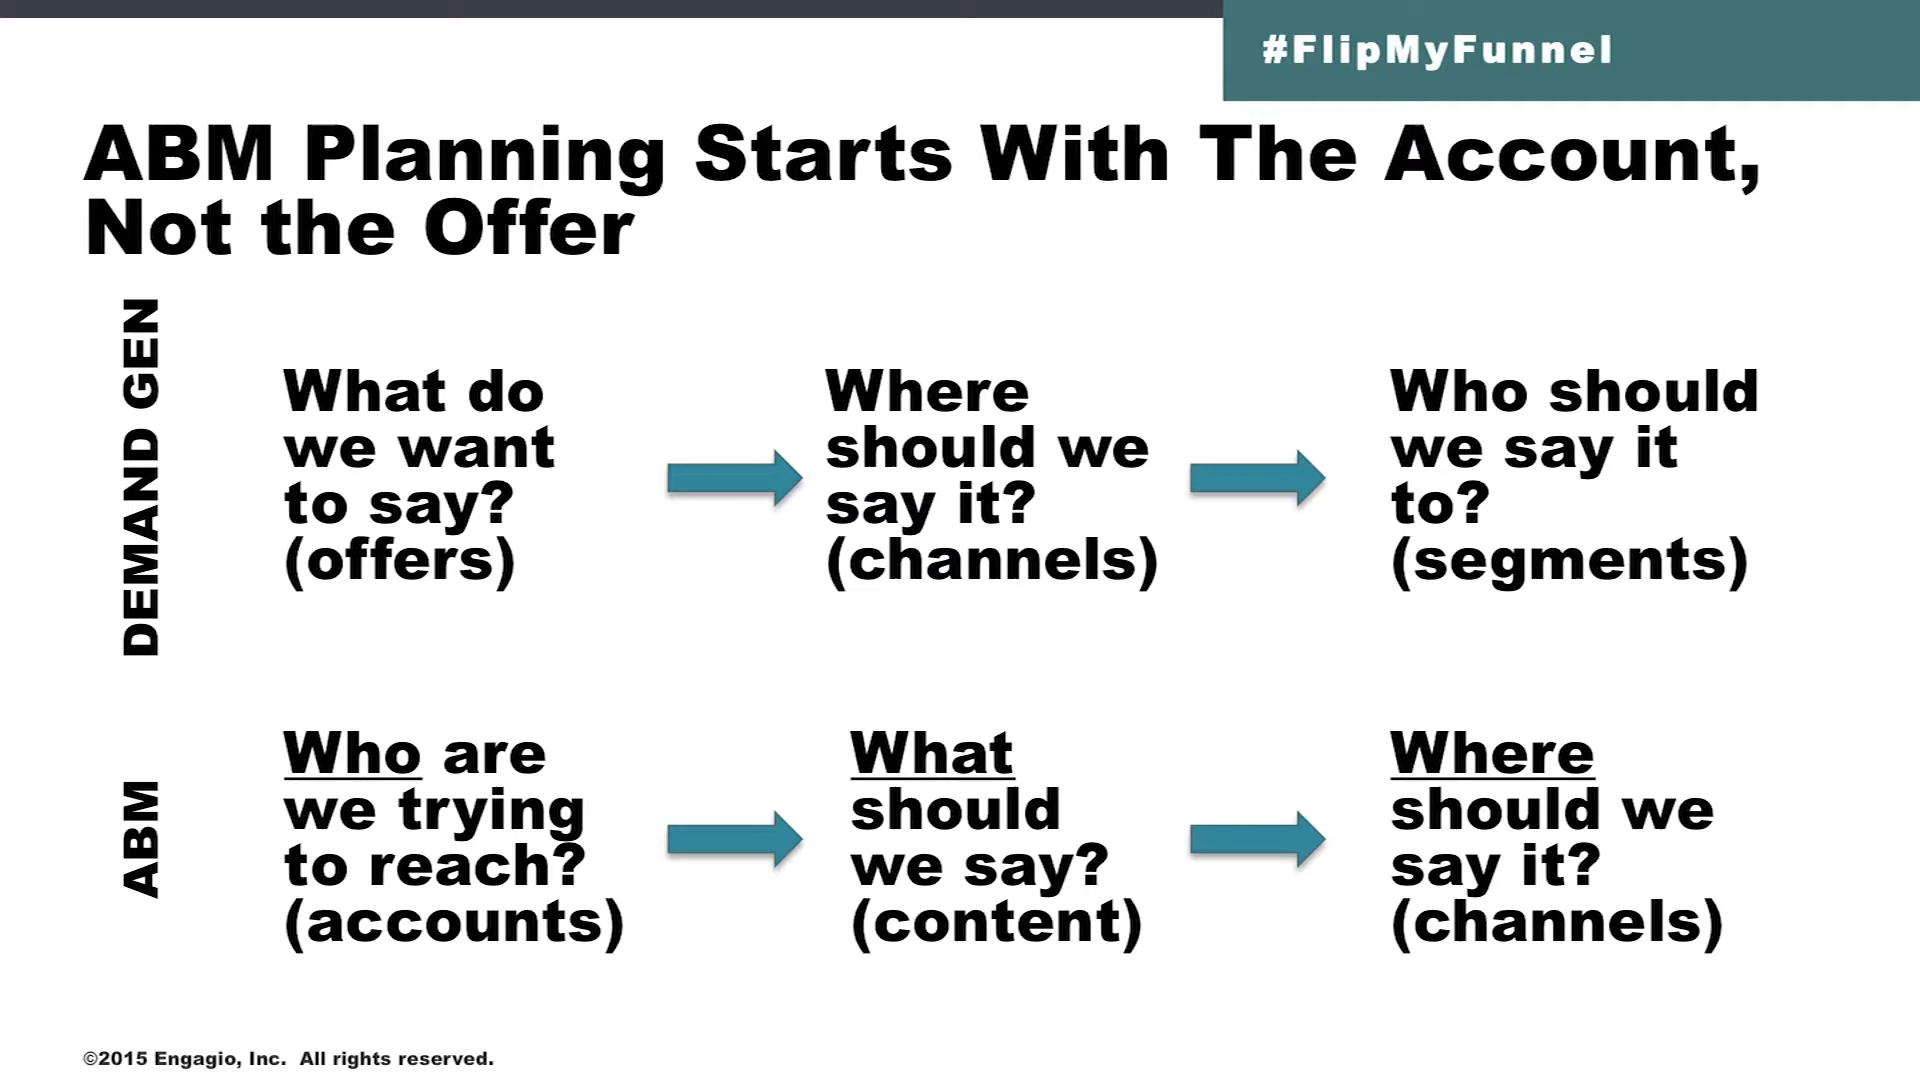 #FlipMyFunnel
ABM Planning Starts With The Account,
Not the Offer
DEMAND GEN
What do
we want
to say?
(offers)
Where
should we
say it?
(channels)
Who should
we say it
to?
(segments)
ABM
Who are
we trying
to reach?
(accounts)
What
should
we say?
(content)
Where
should we
say it?
(channels)
©2015 Engagio, Inc.  All rights reserved.